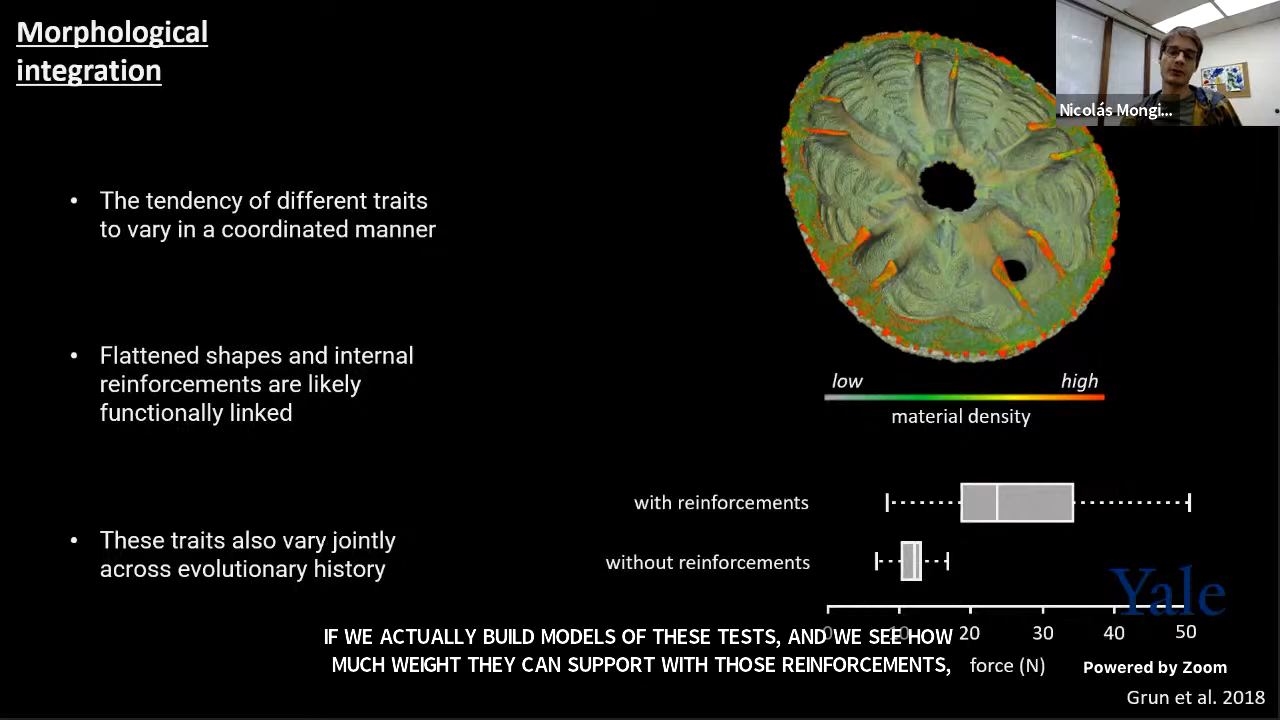 Morphological
integration
Nicolás Mongi...
• The tendency of different traits
to vary in a coordinated manner
• Flattened shapes and internal
reinforcements are likely
functionally linked
• These traits also vary jointly
across evolutionary history
low high
material density
with reinforcements
without reinforcements
Yale
0 10 20 30 40 50
force (N)
IF WE ACTUALLY BUILD MODELS OF THESE TESTS, AND WE SEE HOW
MUCH WEIGHT THEY CAN SUPPORT WITH THOSE REINFORCEMENTS,
Powered by Zoom
Grun et al. 2018